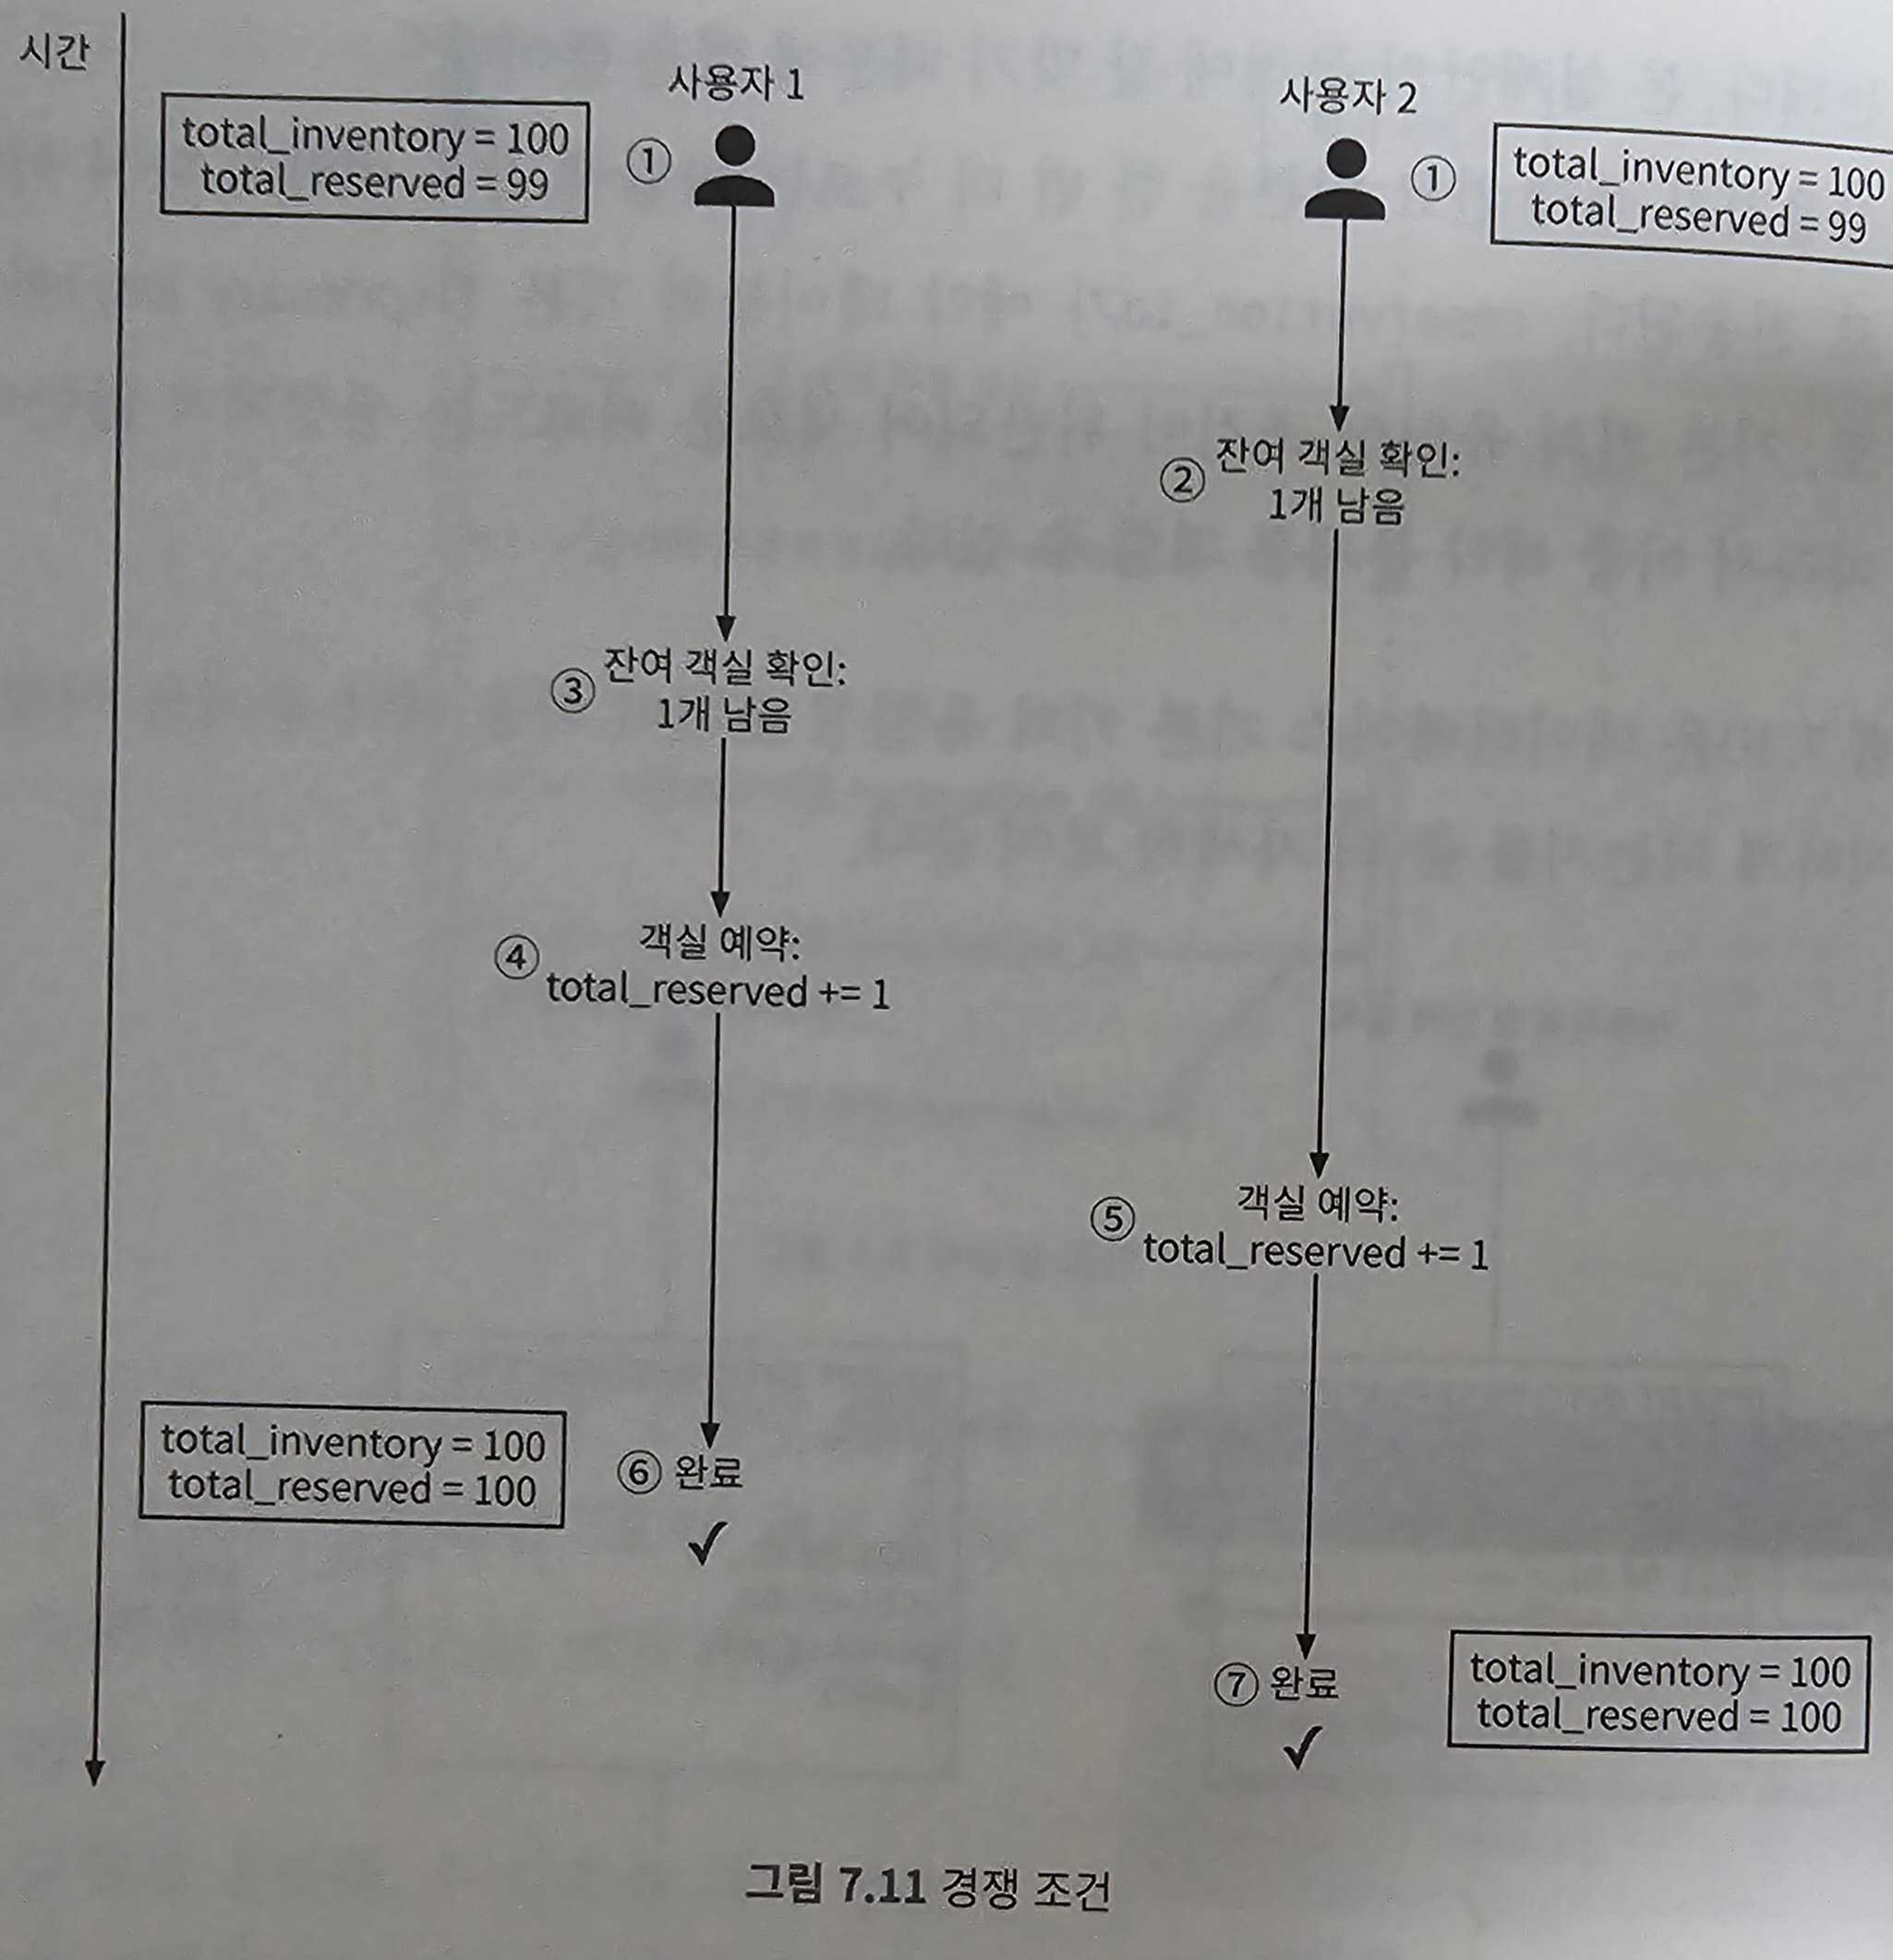 시간
사용자 1
total_inventory = 100
total_reserved = 99
①
사용자 2
①
total_inventory = 100
total_reserved = 99
② 잔여 객실 확인:
1개 남음
③ 잔여 객실 확인:
1개 남음
④ 객실 예약:
total_reserved += 1
⑤ 객실 예약:
total_reserved += 1
total_inventory = 100
total_reserved = 100
⑥ 완료
✓
⑦ 완료
✓
total_inventory = 100
total_reserved = 100
그림 7.11 경쟁 조건